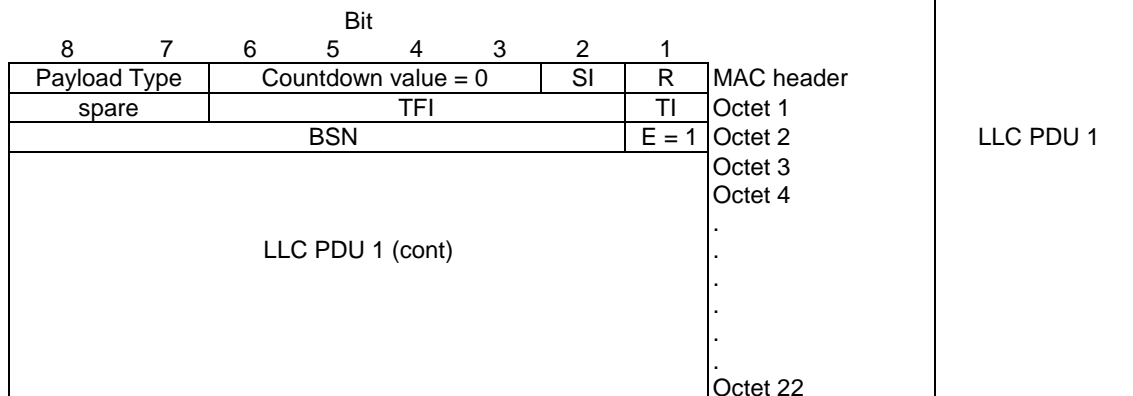 Bit
8 7 6 5 4 3 2 1
Payload Type Countdown value = 0 SI R MAC header
spare TFI TI Octet 1
BSN E = 1 Octet 2 LLC PDU 1
Octet 3
Octet 4
.
LLC PDU 1 (cont) .
.
.
.
.
Octet 22